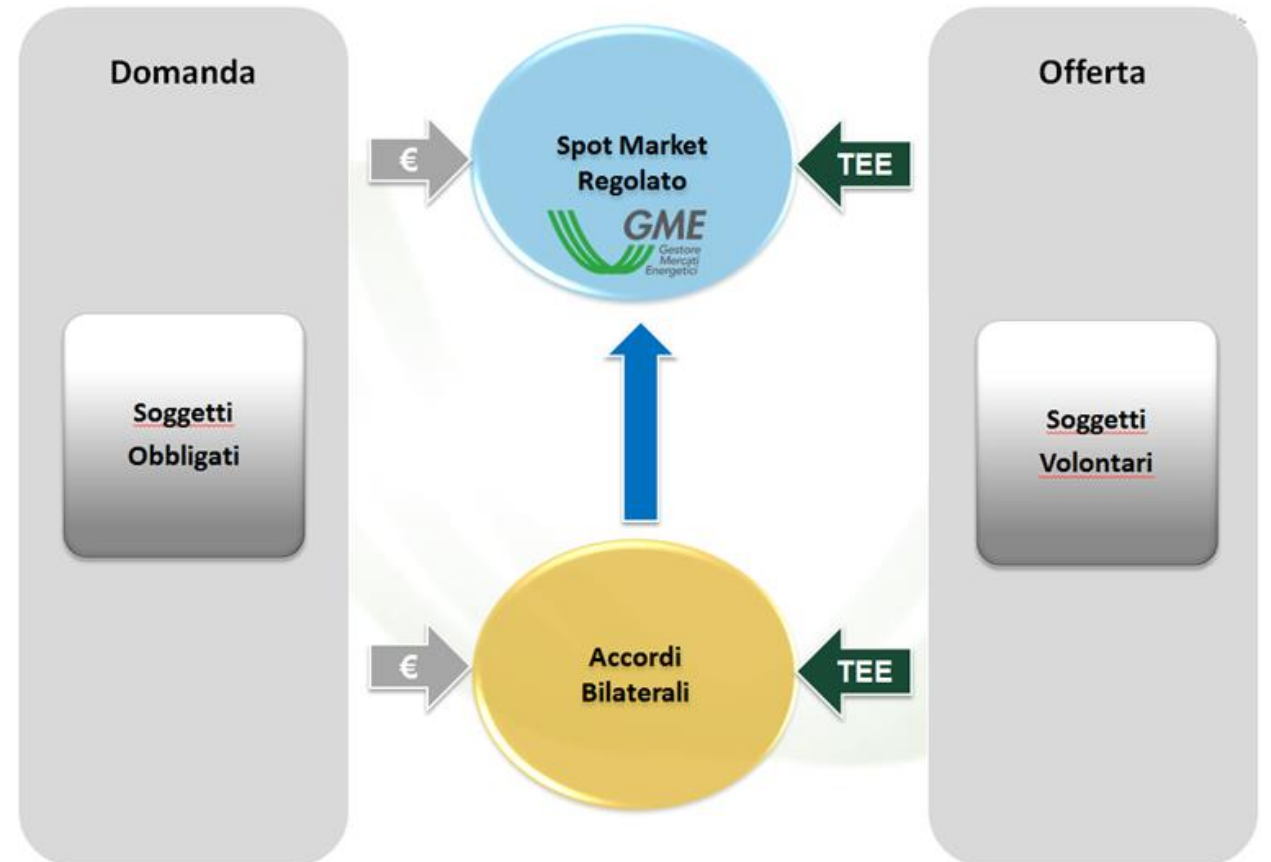 Domanda
Offerta
€
Spot Market
Regolato
GME
Gestore
Mercati
Energetici
TEE
Soggetti
Obbligati
Soggetti
Volontari
€
Accordi
Bilaterali
TEE